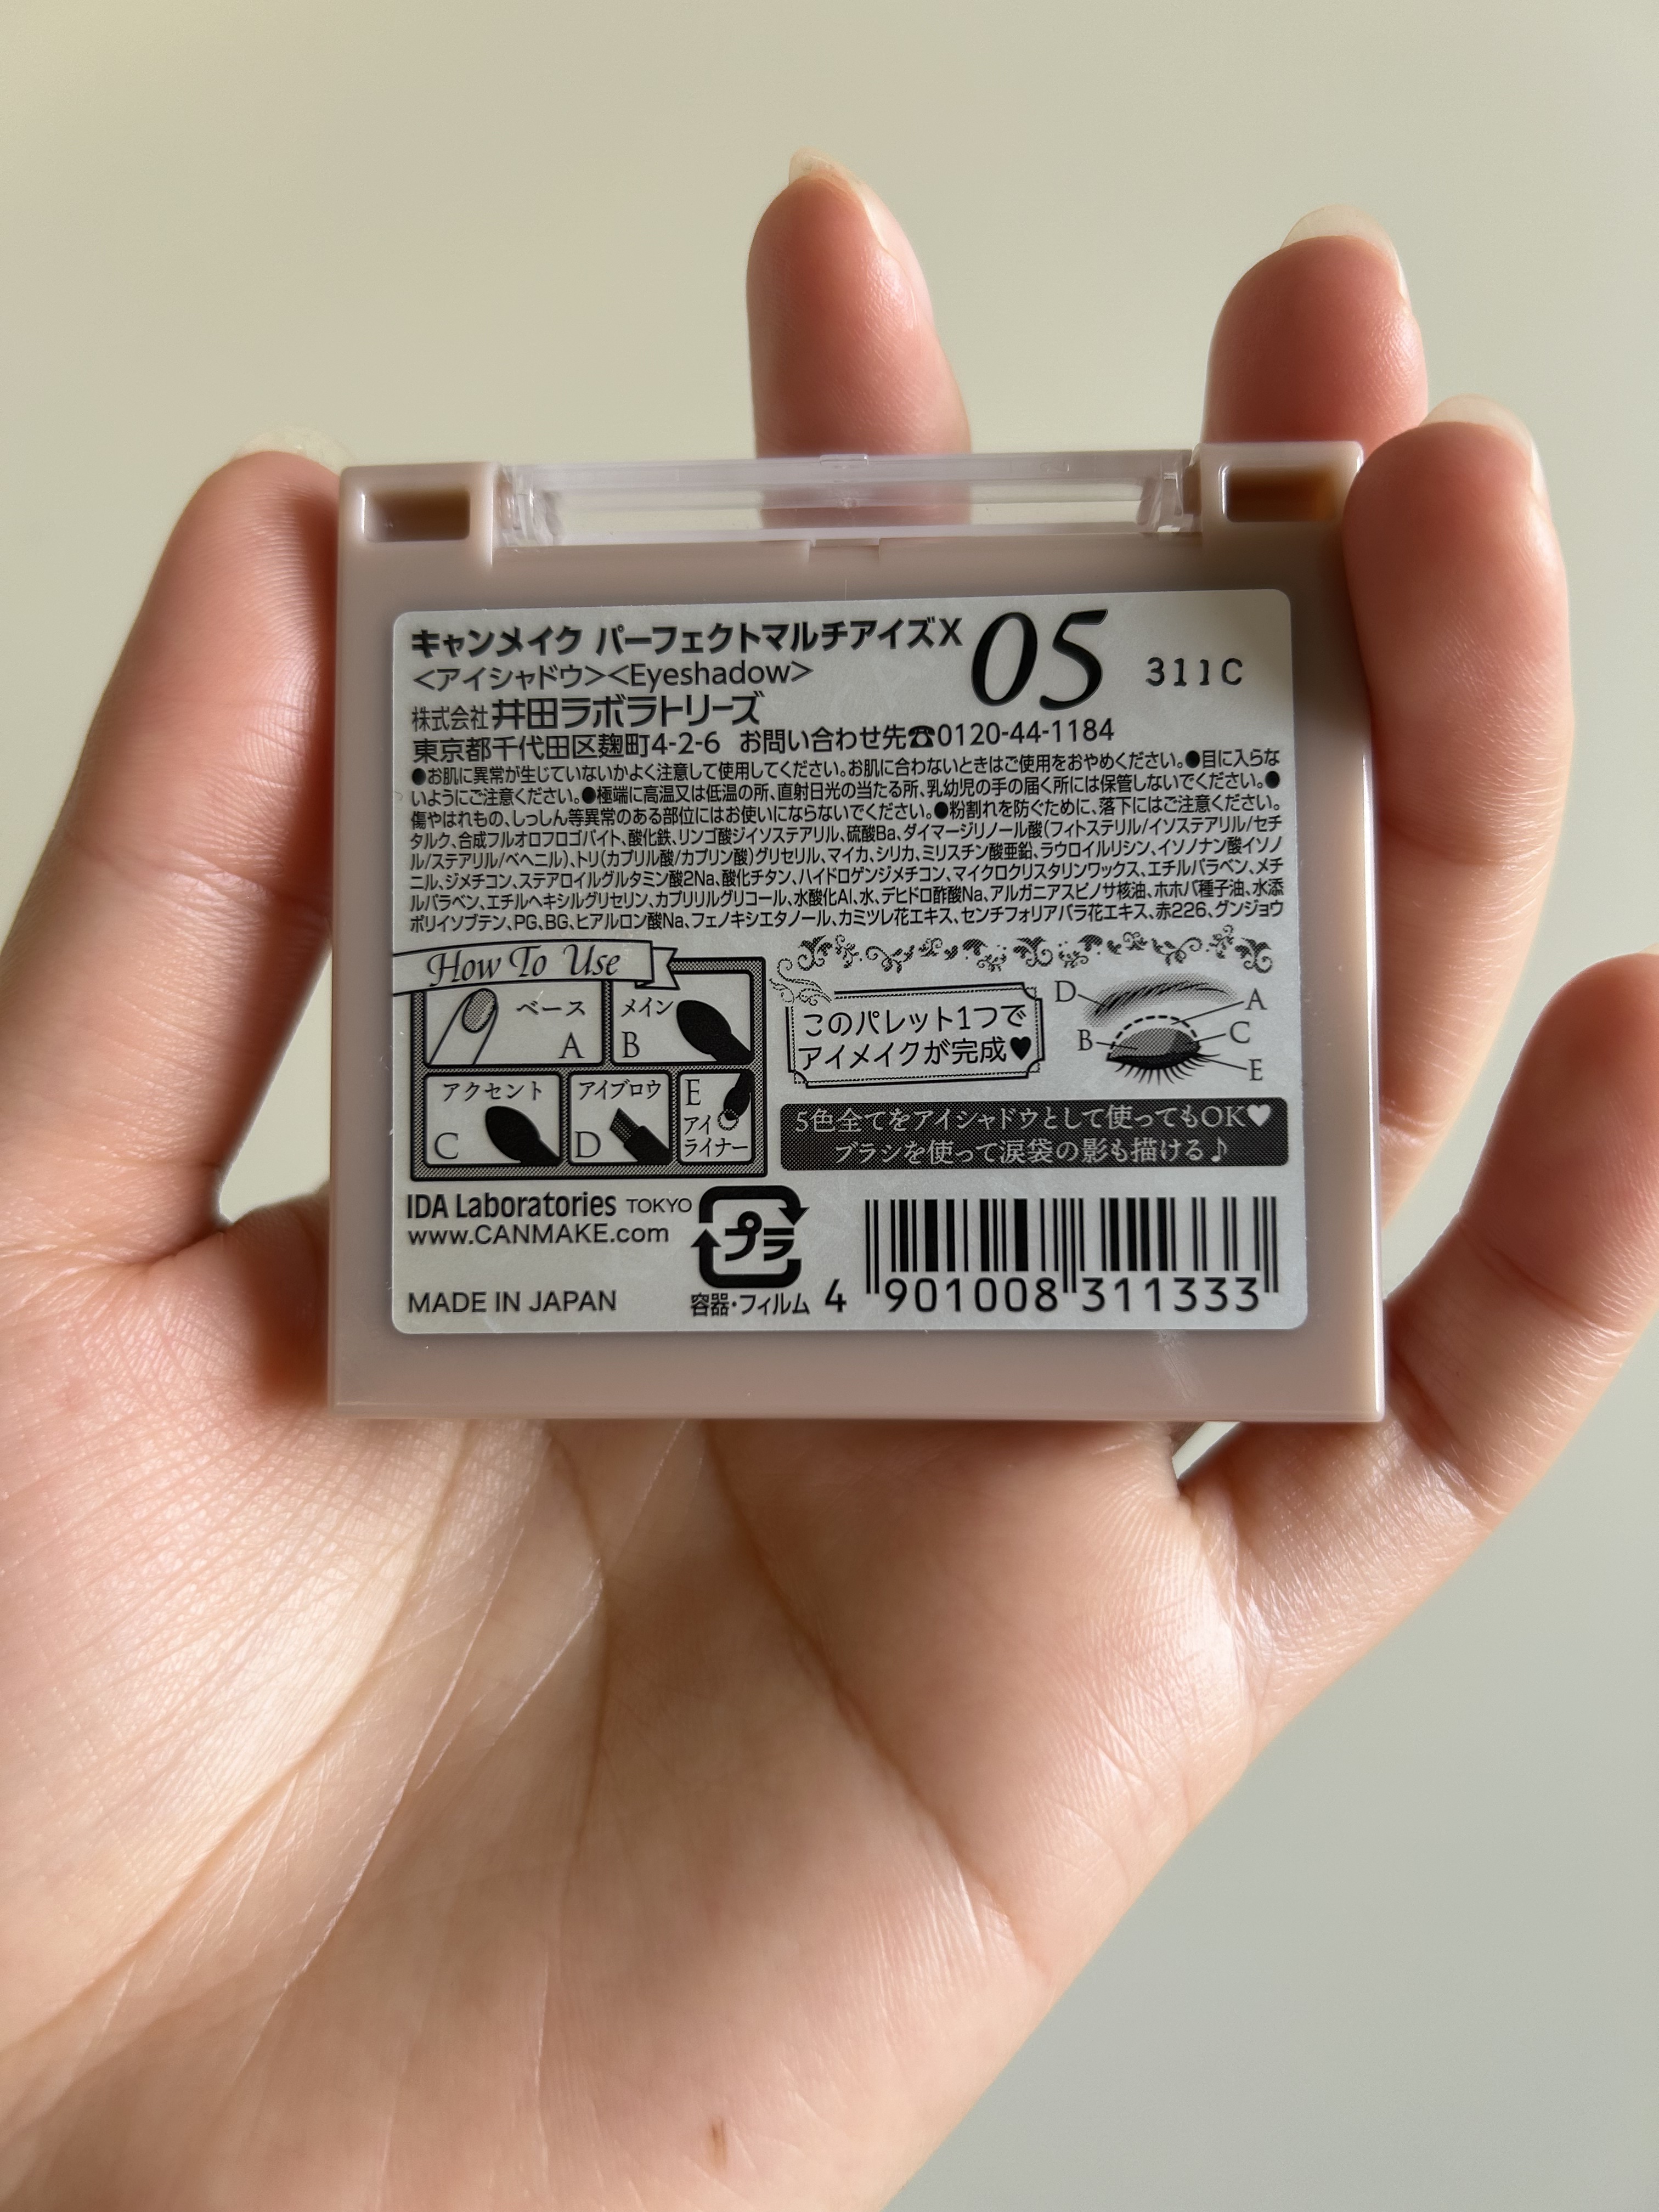 キャンメイク パーフェクトマルチアイズX 05 311C
<アイシャドウ><Eyeshadow>
株式会社井田ラボラトリーズ
東京都千代田区麹町4-2-6 お問い合わせ先☎0120-44-1184
●お肌に異常が生じていないかよく注意して使用してください。お肌に合わないときはご使用をおやめください。●目に入らな
いようにご注意ください。●極端に高温又は低温の所、直射日光の当たる所、乳幼児の手の届く所には保管しないでください。●
傷やはれもの、しっしん等異常のある部位にはお使いにならないでください。●粉割れを防ぐために、落下にはご注意ください。
タルク、合成フルオロフロゴパイト、酸化鉄、リンゴ酸ジイソステアリル、硫酸Ba、ダイマージリノール酸(フィトステリル/イソステアリル/セチ
ル/ステアリル/ベヘニル)、トリ(カプリル酸/カプリン酸)グリセリル、マイカ、シリカ、ミリスチン酸亜鉛、ラウロイルリシン、イソノナン酸イソノ
ニル、ジメチコン、ステアロイルグルタミン酸2Na、酸化チタン、ハイドロゲンジメチコン、マイクロクリスタリンワックス、エチルパラベン、メチ
ルパラベン、エチルヘキシルグリセリン、カプリリルグリコール、水酸化Al、水、デヒドロ酢酸Na、アルガニアスピノサ核油、ホホバ種子油、水添
ポリイソブテン、PG、BG、ヒアルロン酸Na、フェノキシエタノール、カミツレ花エキス、センチフォリアバラ花エキス、赤226、グンジョウ
How To Use
ベース
A
メイン
B
アクセント
C
アイブロウ
D
E
アイ
ライナー
このパレット1つで
アイメイクが完成♥
D
A
B
C
E
5色全てをアイシャドウとして使ってもOK♥
ブラシを使って涙袋の影も描ける♪
IDA Laboratories TOKYO
www.CANMAKE.com
MADE IN JAPAN
プラ
容器・フィルム
4 901008 311333